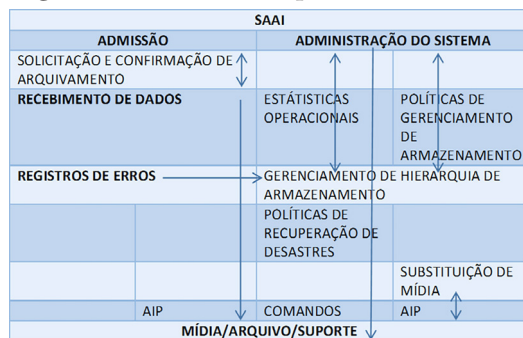 SAAI
ADMISSÃO ADMINISTRAÇÃO DO SISTEMA
SOLICITAÇÃO E CONFIRMAÇÃO DE
ARQUIVAMENTO
RECEBIMENTO DE DADOS
ESTÁTISTICAS
OPERACIONAIS
POLÍTICAS DE
GERENCIAMENTO
DE
ARMAZENAMENTO
REGISTROS DE ERROS
GERENCIAMENTO DE HIERARQUIA DE
ARMAZENAMENTO
POLÍTICAS DE
RECUPERAÇÃO DE
DESASTRES
SUBSTITUIÇÃO DE
MÍDIA
AIP COMANDOS AIP
MÍDIA/ARQUIVO/SUPORTE